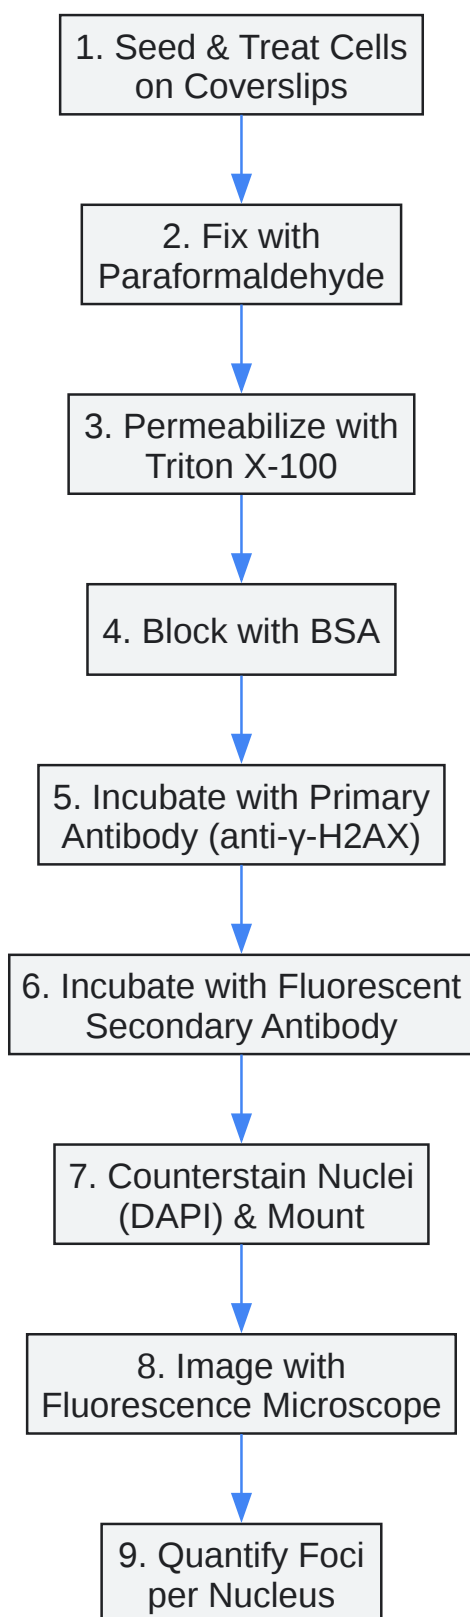 1. Seed & Treat Cells
on Coverslips
2. Fix with
Paraformaldehyde
3. Permeabilize with
Triton X-100
4. Block with BSA
5. Incubate with Primary
Antibody (anti-γ-H2AX)
6. Incubate with Fluorescent
Secondary Antibody
7. Counterstain Nuclei
(DAPI) & Mount
8. Image with
Fluorescence Microscope
9. Quantify Foci
per Nucleus